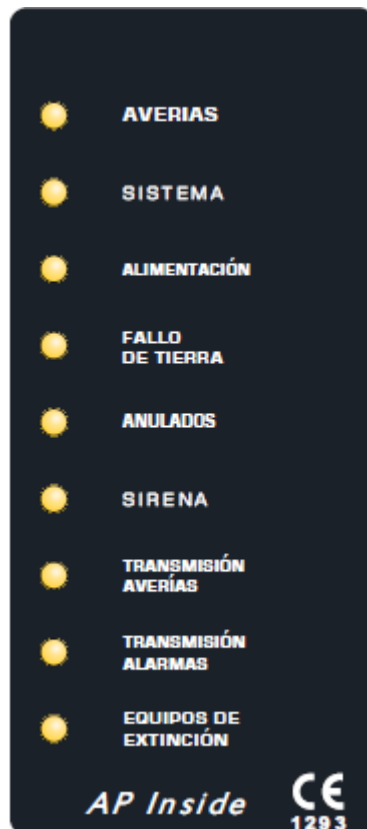 AVERIAS
SISTEMA
ALIMENTACIÓN
FALLO
DE TIERRA
ANULADOS
SIRENA
TRANSMISIÓN
AVERÍAS
TRANSMISIÓN
ALARMAS
EQUIPOS DE
EXTINCIÓN
AP Inside
CE
1293